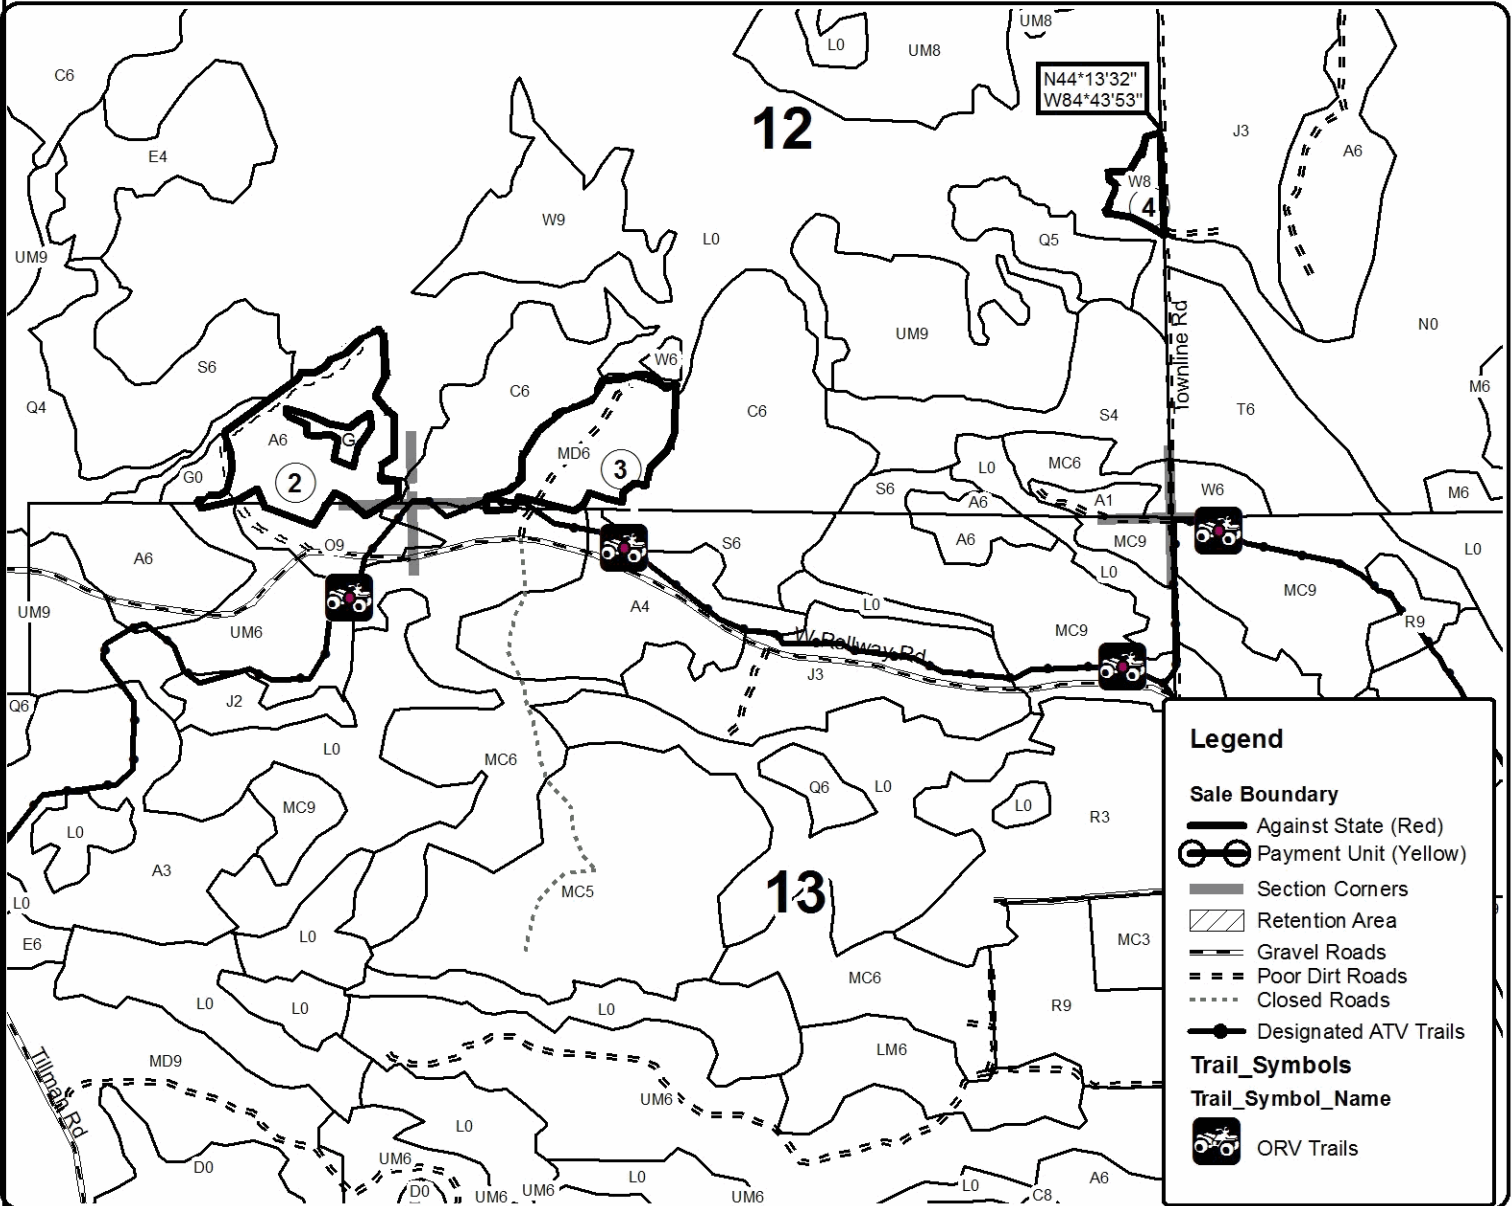 UM8
C6
L0
UM8
N44*13'32"
W84*43'53"
12
J3
E4
A6
W8
4
W9
L0
Q5
UM9
Townline Rd
N0
UM9
W6
S6
C6
M6
Q4
C6
S4
T6
A6
G
MD6
3
L0
MC6
G0
2
S6
W6
M6
A6
A1
O9
S6
A6
MC9
L0
A6
L0
MC9
A4
L0
UM9
UM6
MC9
R9
W Rollway Rd
J3
Q6
J2
L0
MC6
Q6
L0
MC9
L0
R3
L0
A3
MC5
13
L0
E6
L0
MC3
MC6
L0
L0
L0
R9
LM6
MD9
Tillman Rd
UM6
L0
UM6
D0
D0
UM6
UM6
L0
UM6
L0
C8
A6
Legend
Sale Boundary
Against State (Red)
Payment Unit (Yellow)
Section Corners
Retention Area
Gravel Roads
Poor Dirt Roads
Closed Roads
Designated ATV Trails
Trail_Symbols
Trail_Symbol_Name
ORV Trails